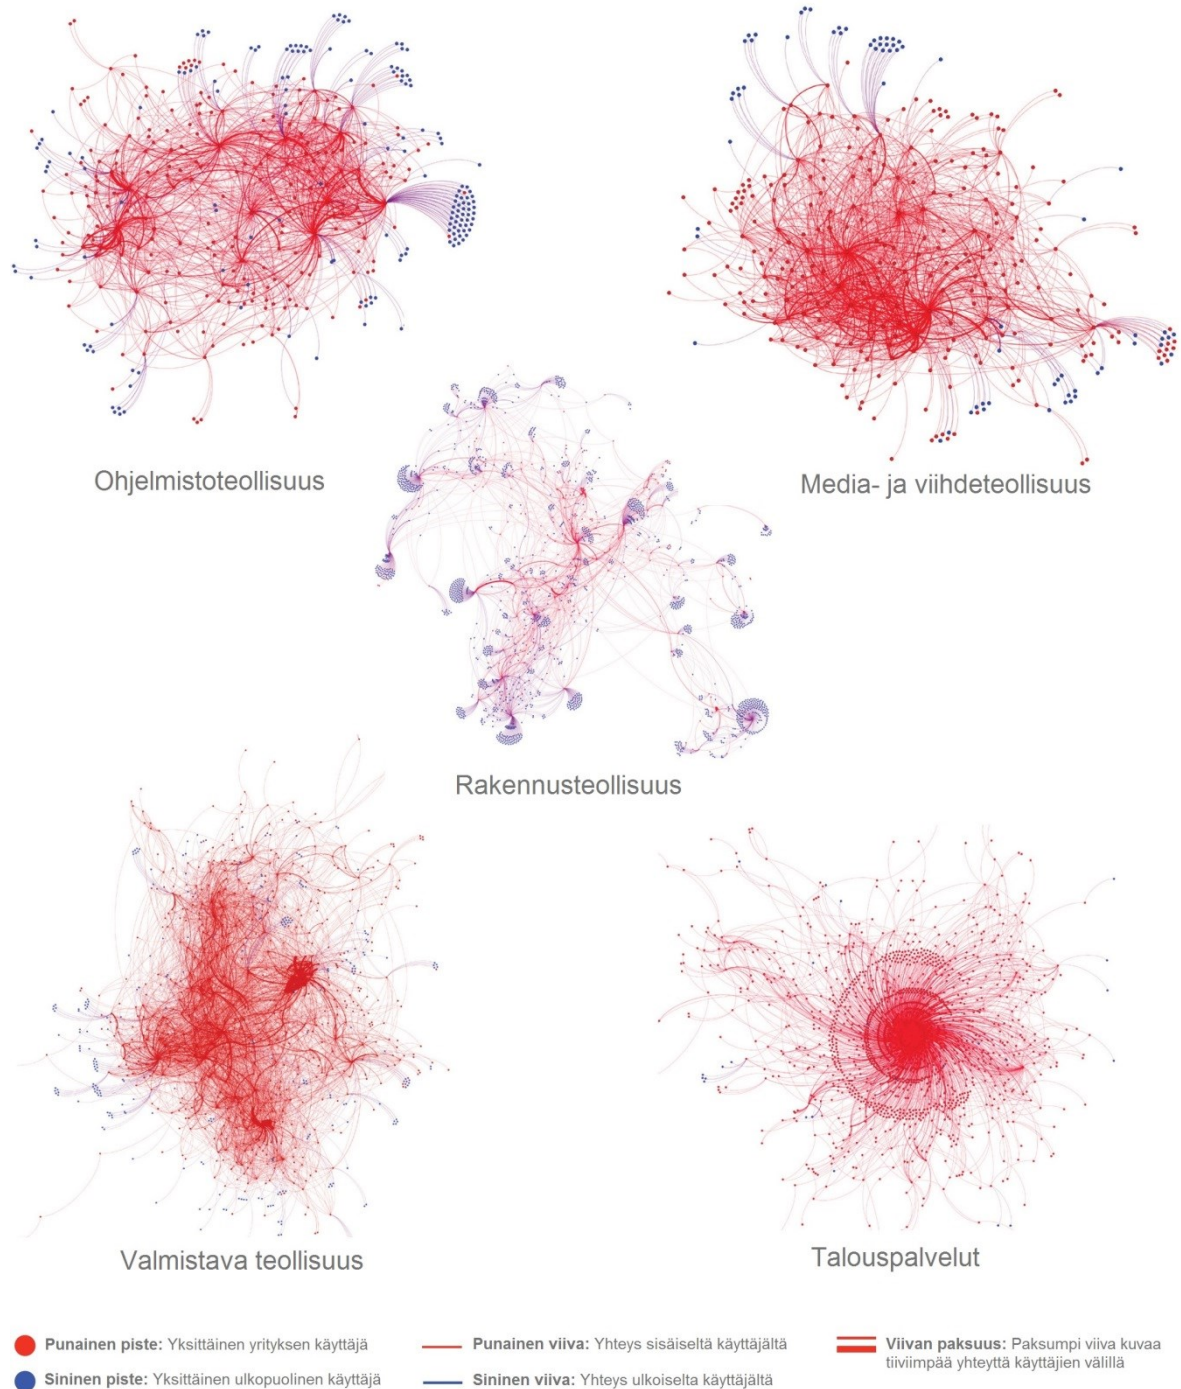 Ohjelmistoteollisuus
Media- ja viihdeteollisuus
Rakennusteollisuus
Valmistava teollisuus
Talouspalvelut
Punainen piste: Yksittäinen yrityksen käyttäjä
Sininen piste: Yksittäinen ulkopuolinen käyttäjä
Punainen viiva: Yhteys sisäiseltä käyttäjältä
Sininen viiva: Yhteys ulkoiselta käyttäjältä
Viivan paksuus: Paksumpi viiva kuvaa
tiiviimpää yhteyttä käyttäjien välillä